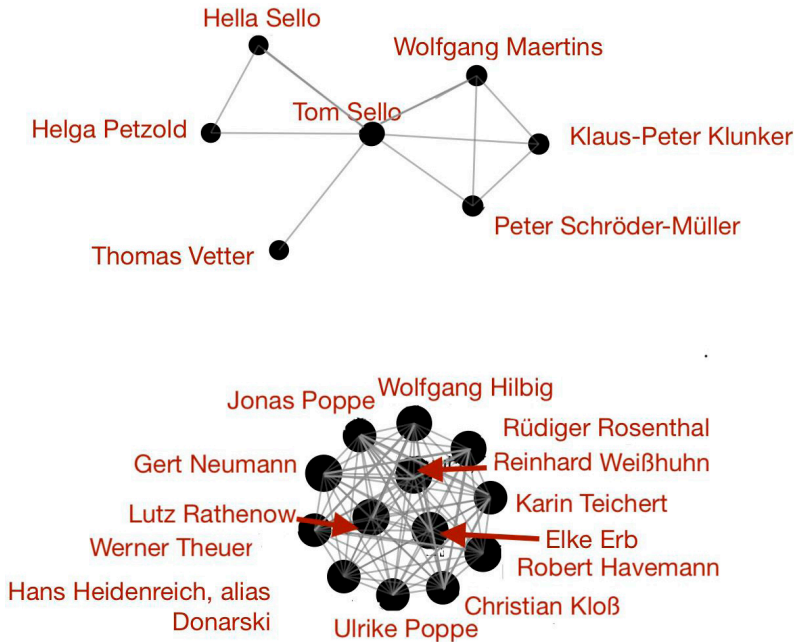 Hella Sello
Wolfgang Maertins
Tom Sello
Helga Petzold
Klaus-Peter Klunker
Peter Schröder-Müller
Thomas Vetter
Wolfgang Hilbig
Jonas Poppe
Rüdiger Rosenthal
Gert Neumann
Reinhard Weißhuhn
Karin Teichert
Lutz Rathenow
Elke Erb
Werner Theuer
Robert Havemann
Hans Heidenreich, alias
Donarski
Christian Kloß
Ulrike Poppe